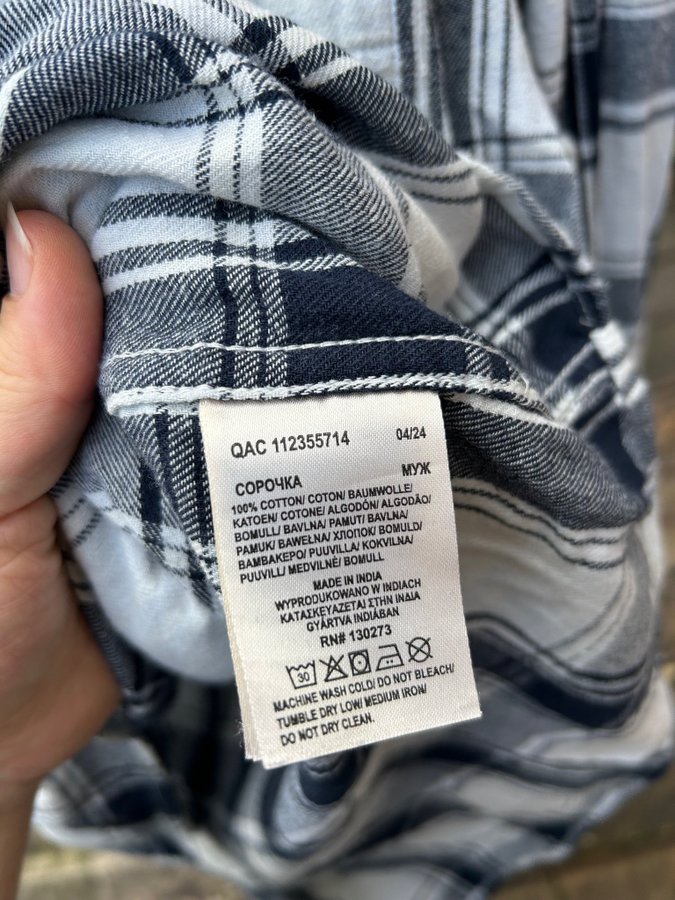 QAC 112355714 04/24
СОРОЧКА МУЖ
100% COTTON/ COTON/ BAUMWOLLE/
KATOEN/ COTONE/ ALGODÓN/ ALGODÃO/
BOMULL/ BAVLNA/ PAMUT/ BAVLNA/
PAMUK/ BAWEŁNA/ ХЛОПОК/ BOMULD/
ΒΑΜΒΑΚΕΡΟ/ PUUVILLA/ KOKVILNA/
PUUVILL/ MEDVILNĖ/ BOMULL
MADE IN INDIA
WYPRODUKOWANO W INDIACH
ΚΑΤΑΣΚΕΥΑΖΕΤΑΙ ΣΤΗΝ ΙΝΔΙΑ
GYÁRTVA INDIÁBAN
RN# 130273
30
MACHINE WASH COLD/ DO NOT BLEACH/
TUMBLE DRY LOW/ MEDIUM IRON/
DO NOT DRY CLEAN.